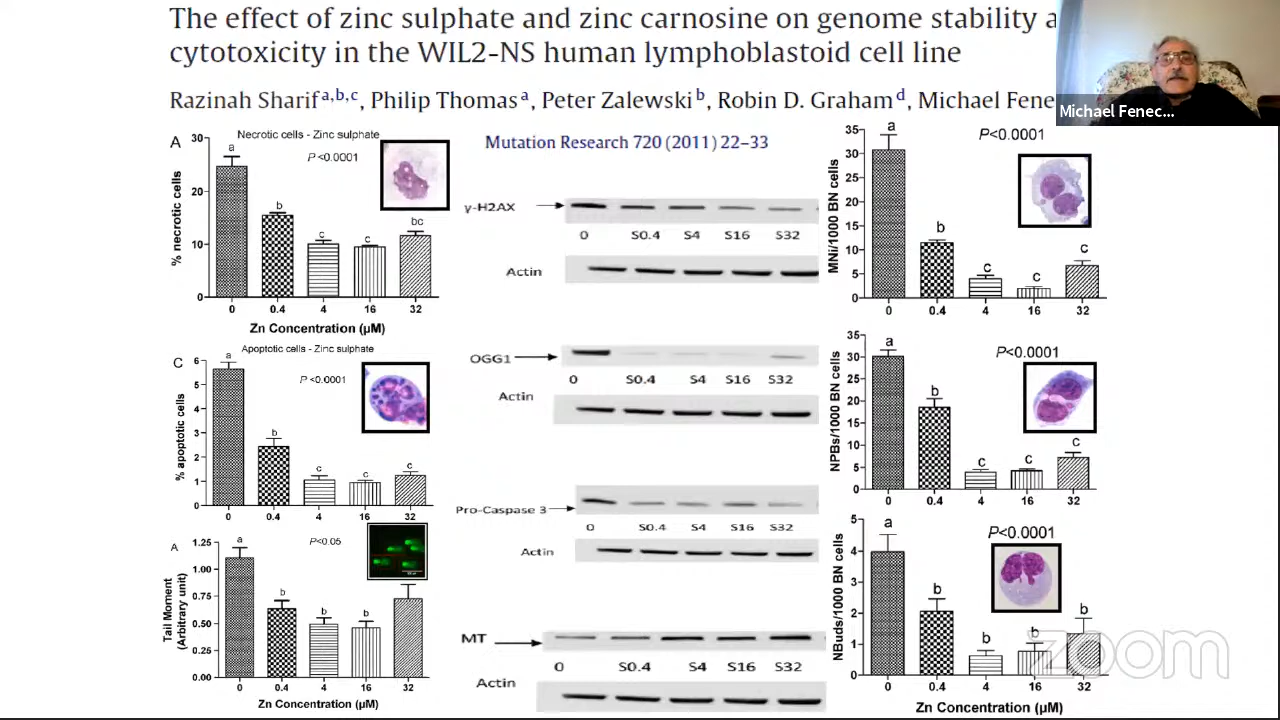 The effect of zinc sulphate and zinc carnosine on genome stability a
cytotoxicity in the WIL2-NS human lymphoblastoid cell line
Razinah Sharif a,b,c, Philip Thomas a, Peter Zalewski b, Robin D. Graham d, Michael Fene
Michael Fenec...
Mutation Research 720 (2011) 22–33
A
Necrotic cells - Zinc sulphate
P <0.0001
% necrotic cells
30
20
10
0
a
b
c
c
bc
0 0.4 4 16 32
Zn Concentration (µM)
C
Apoptotic cells - Zinc sulphate
P <0.0001
% apoptotic cells
6
5
4
3
2
1
0
a
b
c
c
c
0 0.4 4 16 32
A
P<0.05
Tail Moment
(Arbitrary unit)
1.25
1.00
0.75
0.50
0.25
0.00
a
b
b
b
b
0 0.4 4 16 32
Zn Concentration (µM)
γ-H2AX
0 S0.4 S4 S16 S32
Actin
OGG1
0 S0.4 S4 S16 S32
Actin
Pro-Caspase 3
0 S0.4 S4 S16 S32
Actin
MT
0 S0.4 S4 S16 S32
Actin
P<0.0001
MNi/1000 BN cells
35
30
25
20
15
10
5
0
a
b
c
c
c
0 0.4 4 16 32
P<0.0001
NPBs/1000 BN cells
35
30
25
20
15
10
5
0
a
b
c
c
c
0 0.4 4 16 32
P<0.0001
NBuds/1000 BN cells
5
4
3
2
1
0
a
b
b
b
b
0 0.4 4 16 32
Zn Concentration (µM)
zoom